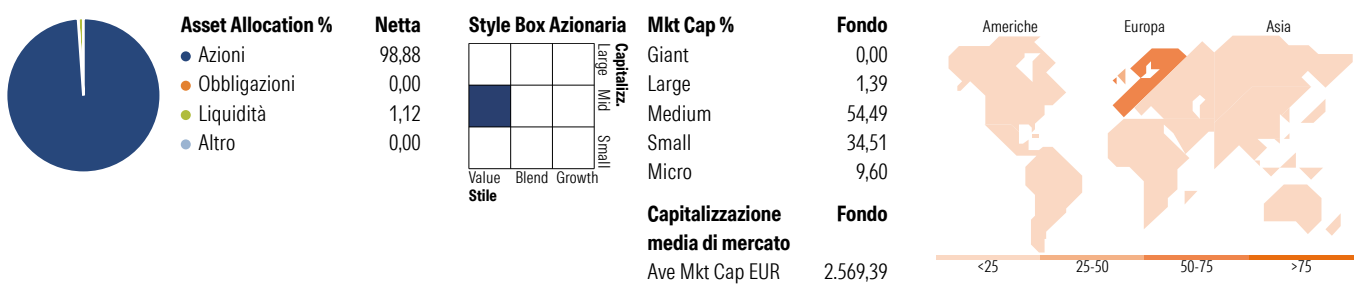 Asset Allocation % Netta
Azioni 98,88
Obbligazioni 0,00
Liquidità 1,12
Altro 0,00
Style Box Azionaria
Capitalizz.
Large Mid Small
Value Blend Growth
Stile
Mkt Cap % Fondo
Giant 0,00
Large 1,39
Medium 54,49
Small 34,51
Micro 9,60
Capitalizzazione Fondo
media di mercato
Ave Mkt Cap EUR 2.569,39
Americhe Europa Asia
<25 25-50 50-75 >75